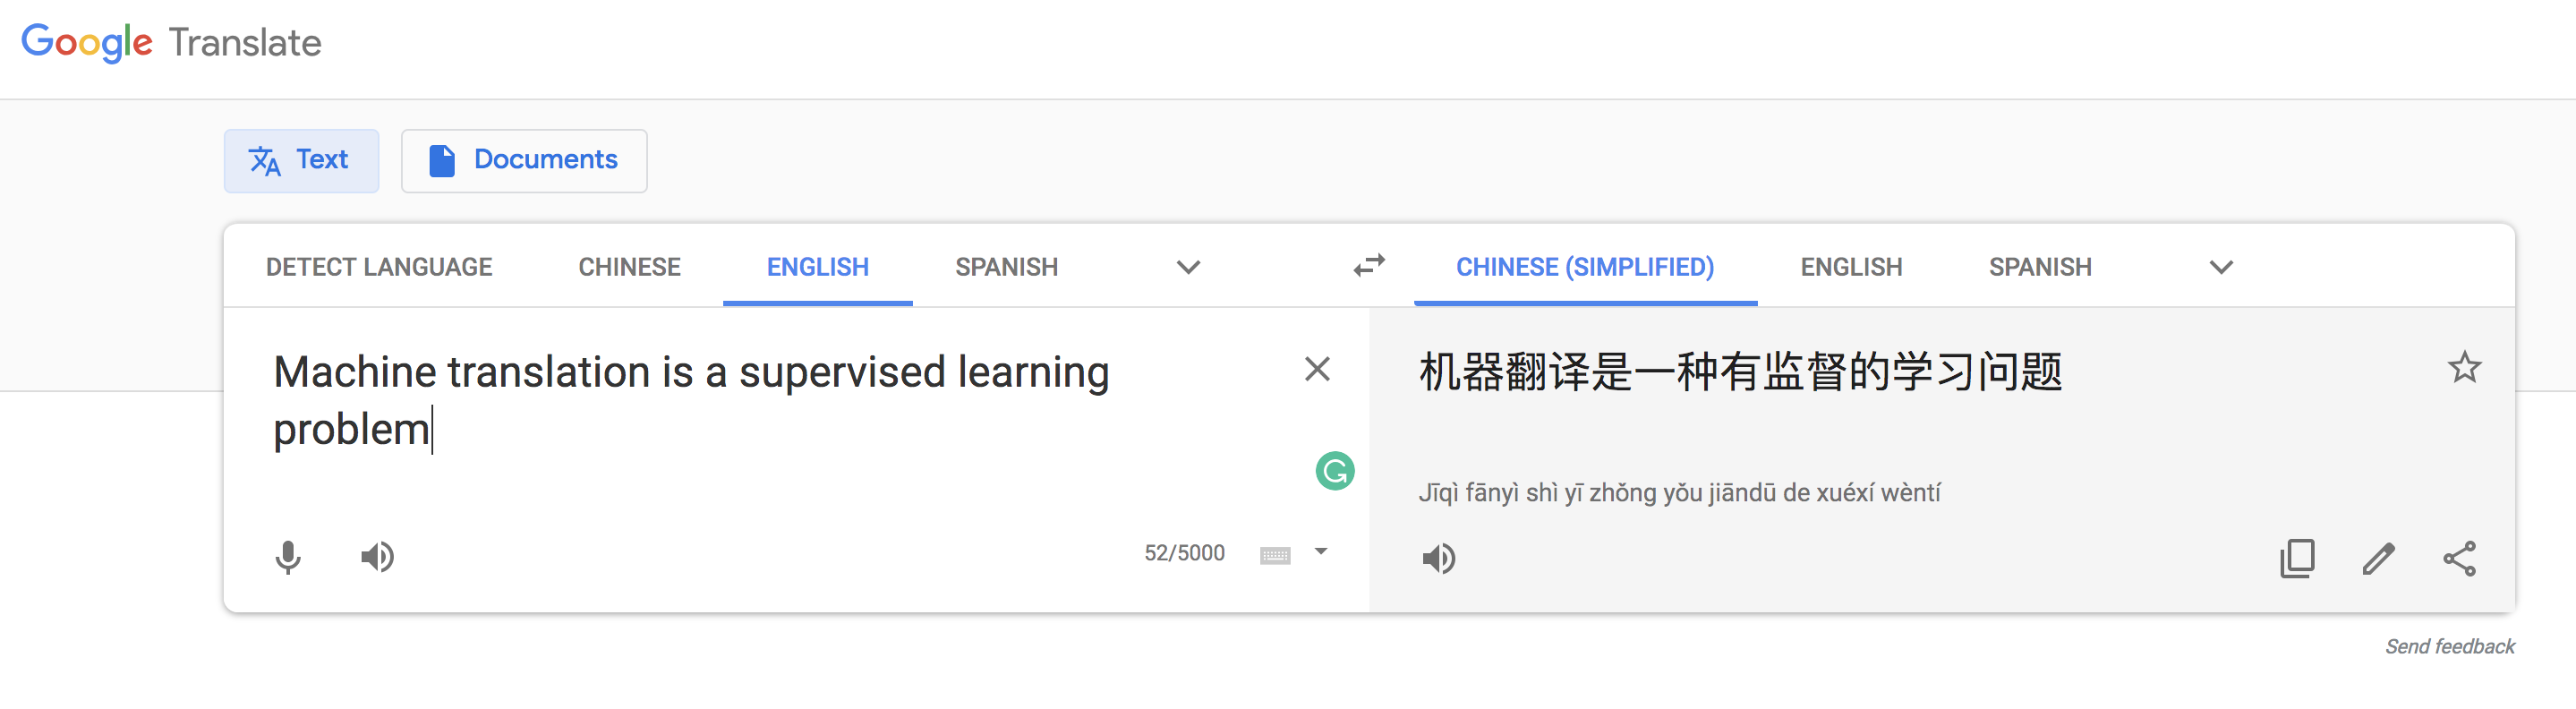 Google Translate
Text Documents
DETECT LANGUAGE CHINESE ENGLISH SPANISH CHINESE (SIMPLIFIED) ENGLISH SPANISH
Machine translation is a supervised learning
problem
机器翻译是一种有监督的学习问题
Jīqì fānyì shì yī zhǒng yǒu jiāndū de xuéxí wèntí
52/5000
Send feedback